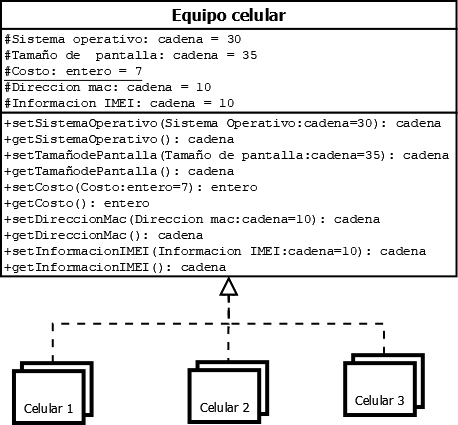 Equipo celular
#Sistema operativo: cadena = 30
#Tamaño de pantalla: cadena = 35
#Costo: entero = 7
#Direccion mac: cadena = 10
#Informacion IMEI: cadena = 10
+setSistemaOperativo(Sistema Operativo:cadena=30): cadena
+getSistemaOperativo(): cadena
+setTamañodePantalla(Tamaño de pantalla:cadena=35): cadena
+getTamañodePantalla(): cadena
+setCosto(Costo:entero=7): entero
+getCosto(): entero
+setDireccionMac(Direccion mac:cadena=10): cadena
+getDireccionMac(): cadena
+setInformacionIMEI(Informacion IMEI:cadena=10): cadena
+getInformacionIMEI(): cadena
Celular 1
Celular 2
Celular 3